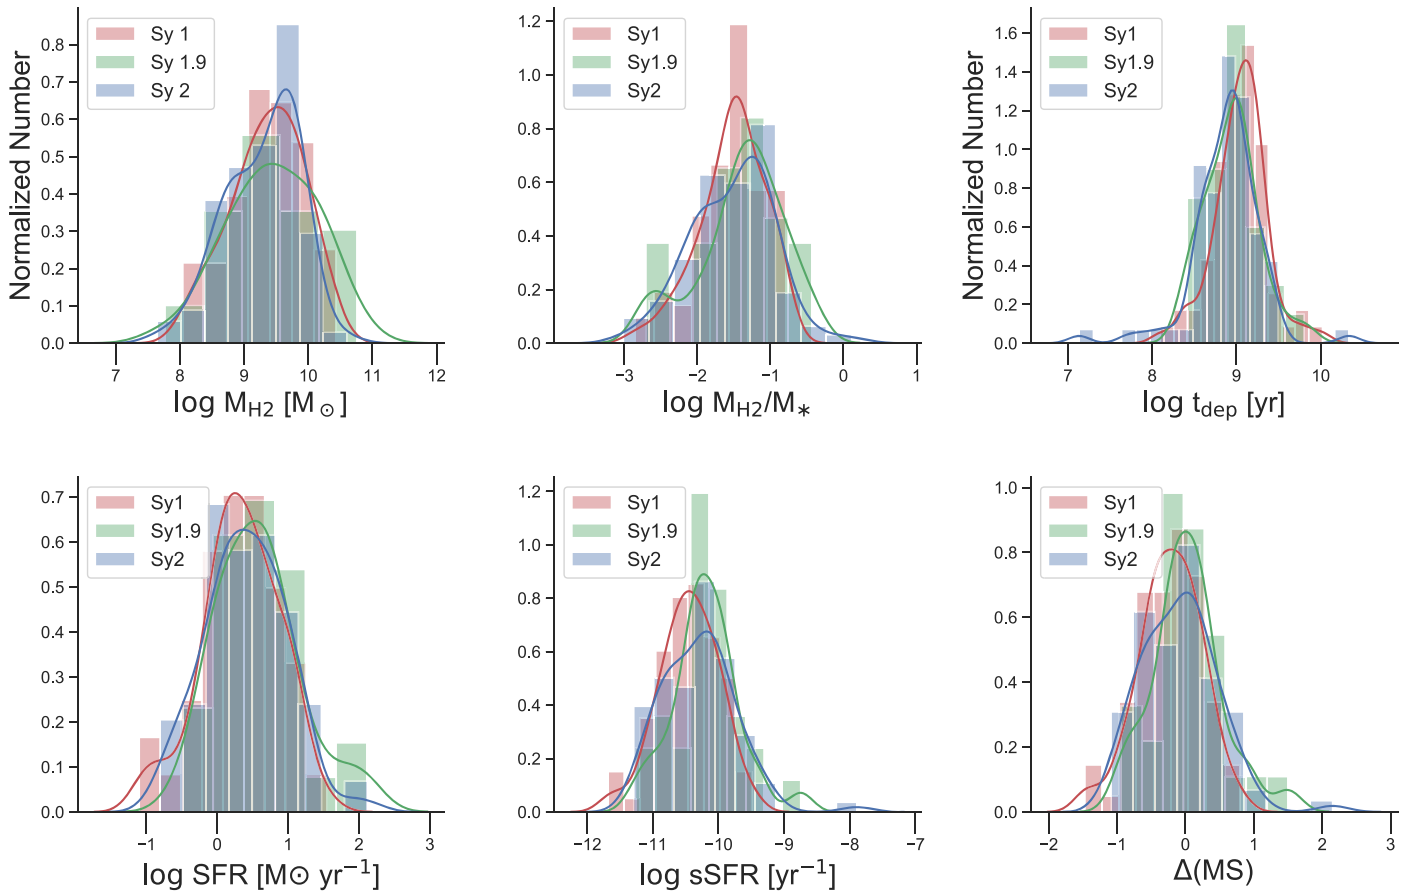 Normalized Number
0.8
0.7
0.6
0.5
0.4
0.3
0.2
0.1
0.0
Sy 1
Sy 1.9
Sy 2
7 8 9 10 11 12
log M_H2 [M_⊙]
1.2
1.0
0.8
0.6
0.4
0.2
0.0
Sy1
Sy1.9
Sy2
−3 −2 −1 0 1
log M_H2/M_∗
Normalized Number
1.6
1.4
1.2
1.0
0.8
0.6
0.4
0.2
0.0
Sy1
Sy1.9
Sy2
7 8 9 10
log t_dep [yr]
0.7
0.6
0.5
0.4
0.3
0.2
0.1
0.0
Sy1
Sy1.9
Sy2
−1 0 1 2 3
log SFR [M⊙ yr⁻¹]
1.2
1.0
0.8
0.6
0.4
0.2
0.0
Sy1
Sy1.9
Sy2
−12 −11 −10 −9 −8 −7
log sSFR [yr⁻¹]
1.0
0.8
0.6
0.4
0.2
0.0
Sy1
Sy1.9
Sy2
−2 −1 0 1 2 3
Δ(MS)